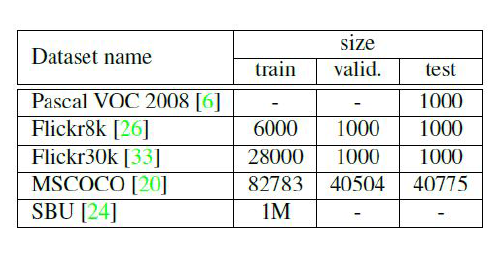 Dataset name size
train valid. test
Pascal VOC 2008 [6] - - 1000
Flickr8k [26] 6000 1000 1000
Flickr30k [33] 28000 1000 1000
MSCOCO [20] 82783 40504 40775
SBU [24] 1M - -